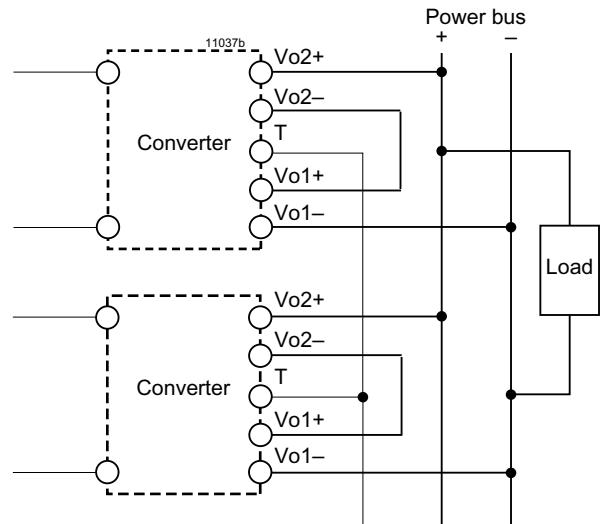 Power bus
+ –
11037b
Vo2+
Vo2–
T
Converter
Vo1+
Vo1–
Load
Vo2+
Vo2–
T
Converter
Vo1+
Vo1–